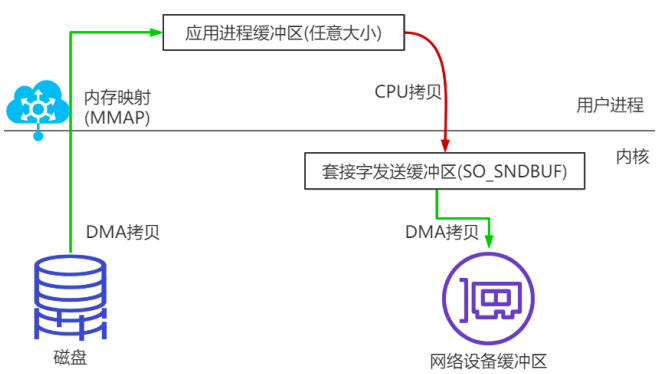 应用进程缓冲区(任意大小)
内存映射
(MMAP)
CPU拷贝
用户进程
内核
套接字发送缓冲区(SO_SNDBUF)
DMA拷贝
DMA拷贝
磁盘
网络设备缓冲区